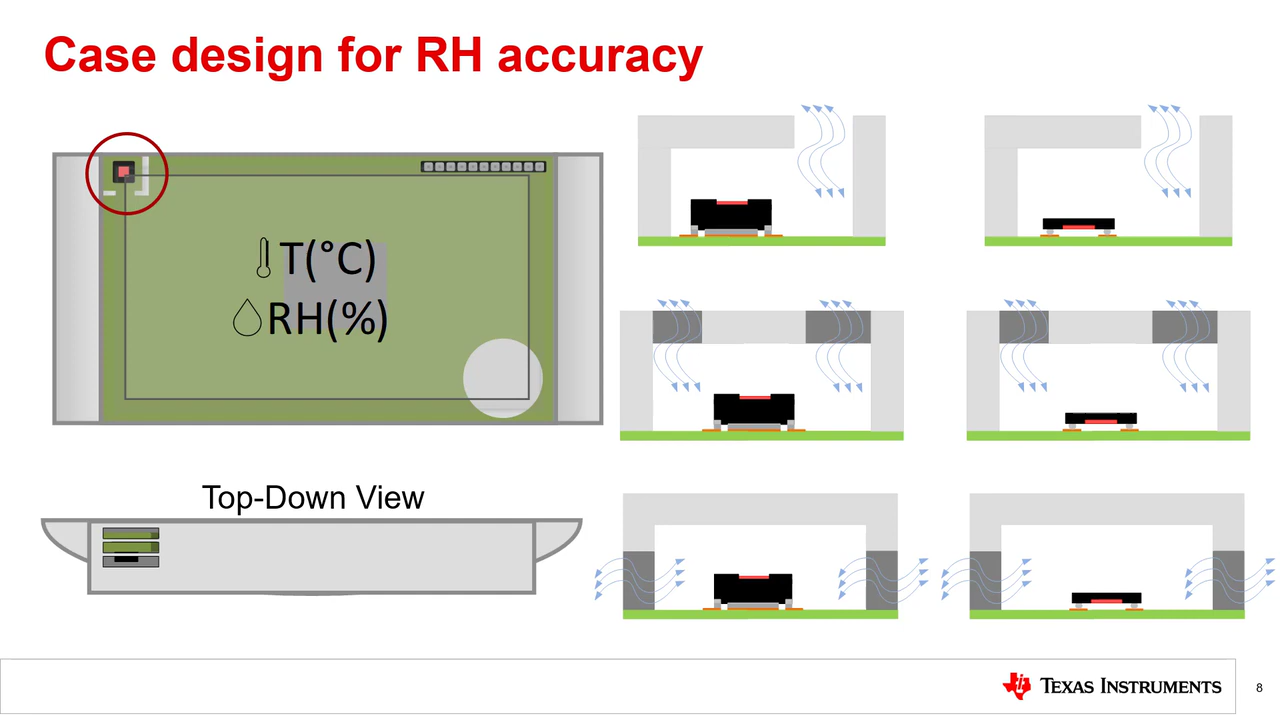 Case design for RH accuracy
T(°C)
RH(%)
Top-Down View
TEXAS INSTRUMENTS
8